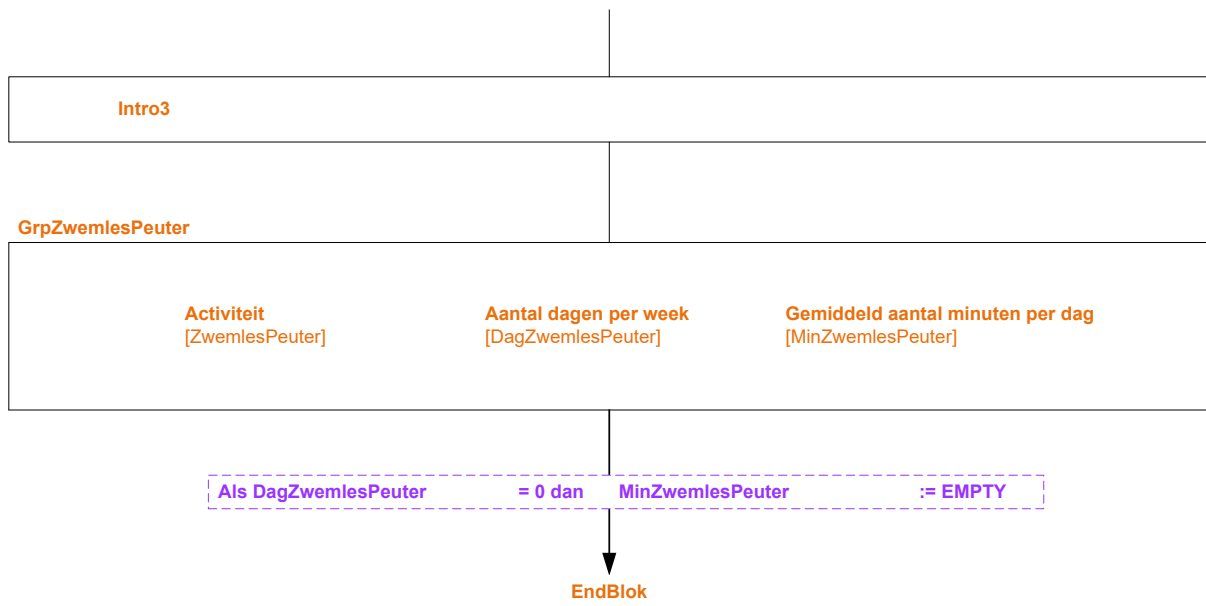 Intro3
GrpZwemlesPeuter
Activiteit Aantal dagen per week Gemiddeld aantal minuten per dag
[ZwemlesPeuter] [DagZwemlesPeuter] [MinZwemlesPeuter]
Als DagZwemlesPeuter = 0 dan MinZwemlesPeuter := EMPTY
EndBlok